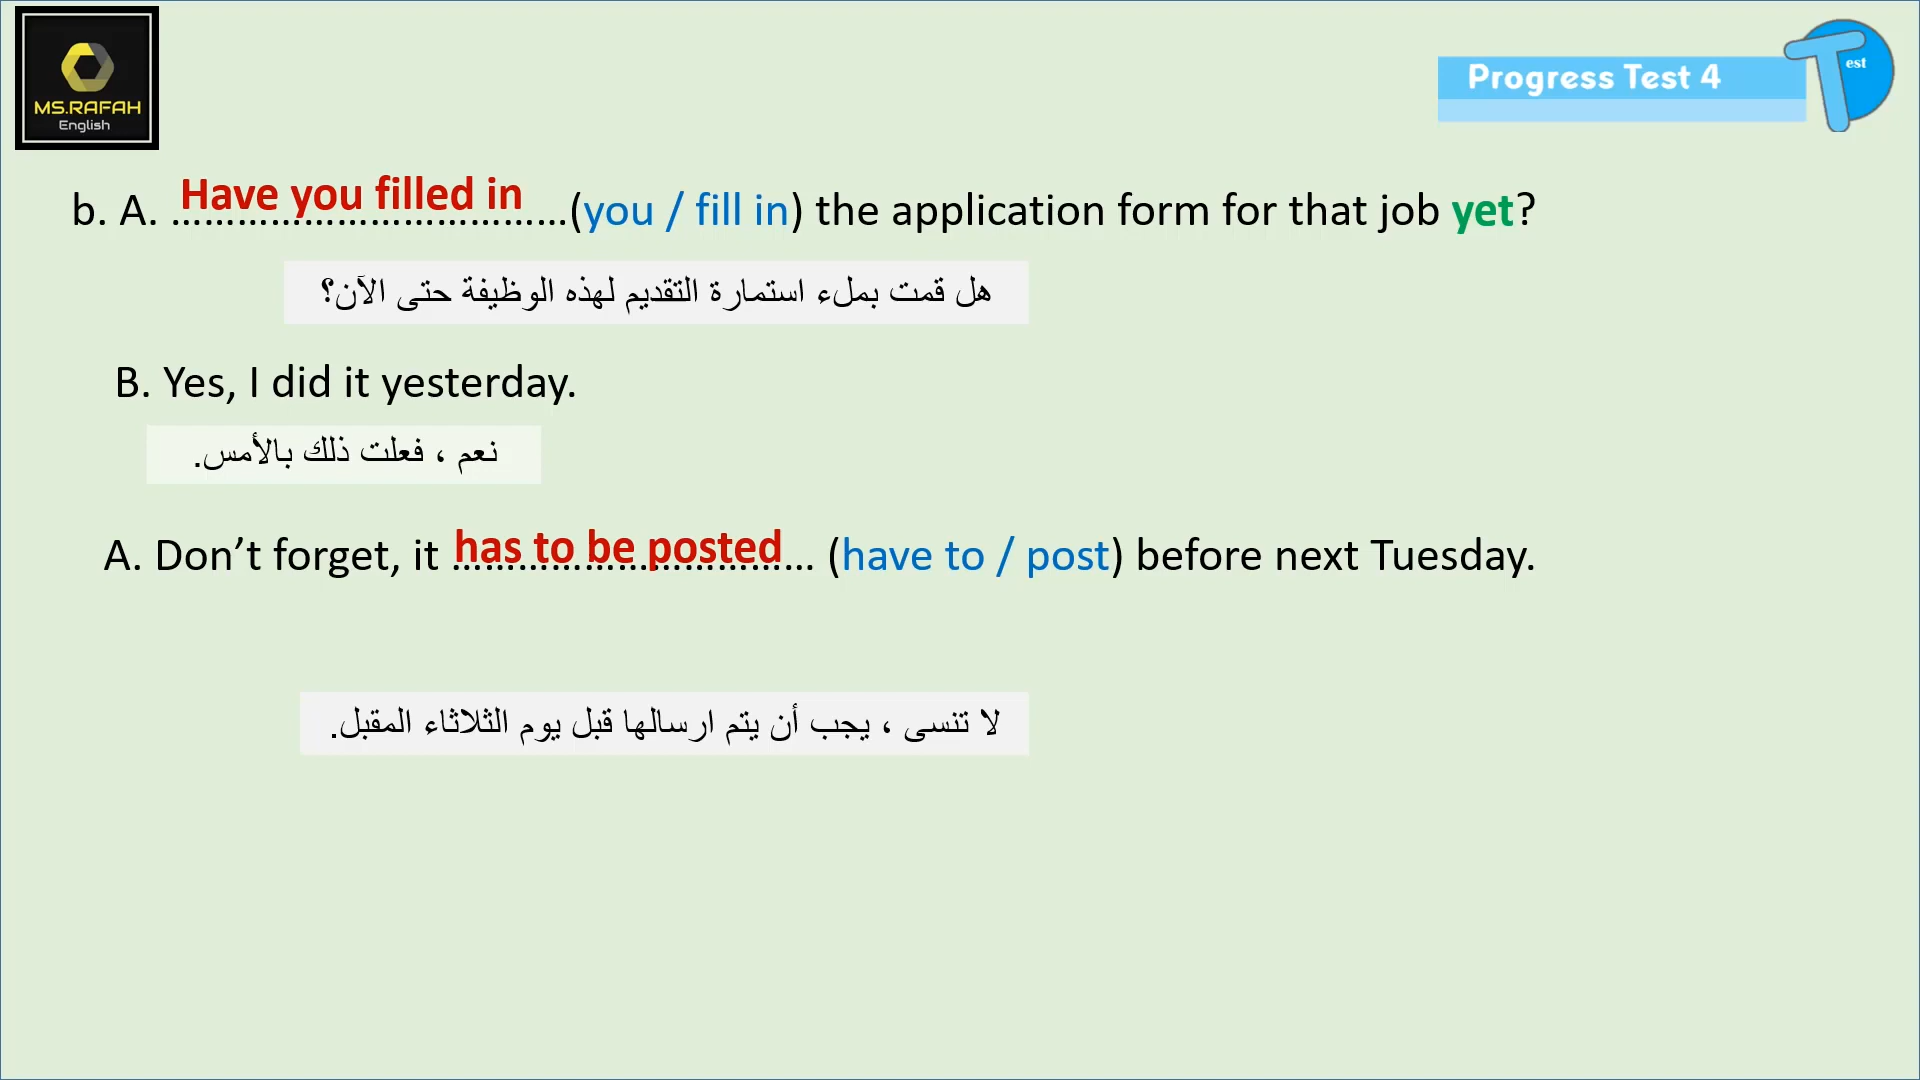 MS.RAFAH
English
Progress Test 4
Test
b. A. Have you filled in ....................................(you / fill in) the application form for that job yet?
هل قمت بملء استمارة التقديم لهذه الوظيفة حتى الآن؟
B. Yes, I did it yesterday.
نعم ، فعلت ذلك بالأمس.
A. Don’t forget, it has to be posted ................................. (have to / post) before next Tuesday.
لا تنسى ، يجب أن يتم ارسالها قبل يوم الثلاثاء المقبل.